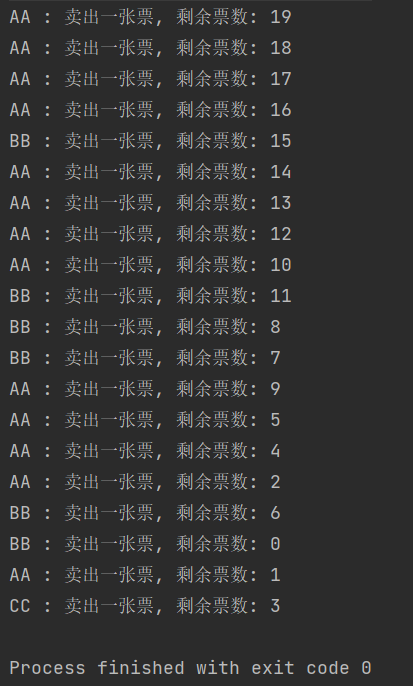 AA : 卖出一张票, 剩余票数: 19
AA : 卖出一张票, 剩余票数: 18
AA : 卖出一张票, 剩余票数: 17
AA : 卖出一张票, 剩余票数: 16
BB : 卖出一张票, 剩余票数: 15
AA : 卖出一张票, 剩余票数: 14
AA : 卖出一张票, 剩余票数: 13
AA : 卖出一张票, 剩余票数: 12
AA : 卖出一张票, 剩余票数: 10
BB : 卖出一张票, 剩余票数: 11
BB : 卖出一张票, 剩余票数: 8
BB : 卖出一张票, 剩余票数: 7
AA : 卖出一张票, 剩余票数: 9
AA : 卖出一张票, 剩余票数: 5
AA : 卖出一张票, 剩余票数: 4
AA : 卖出一张票, 剩余票数: 2
BB : 卖出一张票, 剩余票数: 6
BB : 卖出一张票, 剩余票数: 0
AA : 卖出一张票, 剩余票数: 1
CC : 卖出一张票, 剩余票数: 3
Process finished with exit code 0